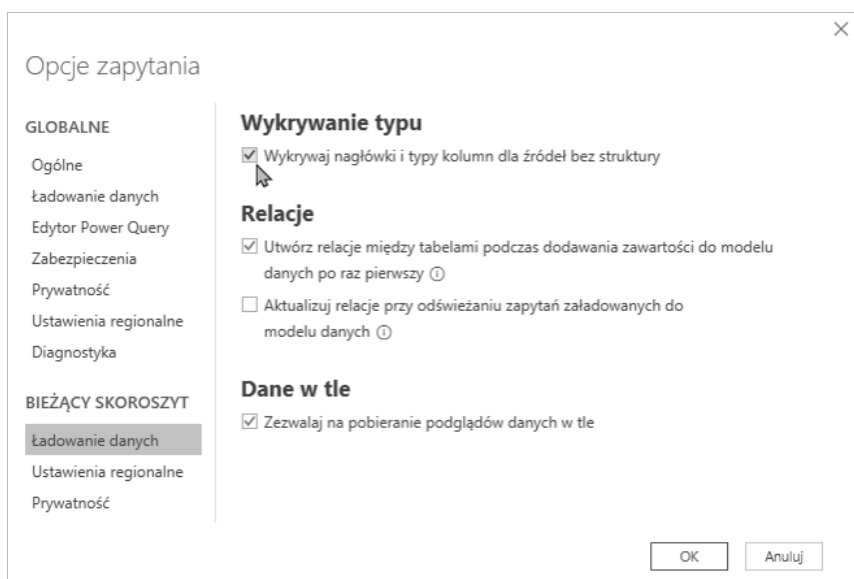 Opcje zapytania
GLOBALNE
Ogólne
Ładowanie danych
Edytor Power Query
Zabezpieczenia
Prywatność
Ustawienia regionalne
Diagnostyka
BIEŻĄCY SKOROSZYT
Ładowanie danych
Ustawienia regionalne
Prywatność
Wykrywanie typu
Wykrywaj nagłówki i typy kolumn dla źródeł bez struktury
Relacje
Utwórz relacje między tabelami podczas dodawania zawartości do modelu
danych po raz pierwszy
Aktualizuj relacje przy odświeżaniu zapytań załadowanych do
modelu danych
Dane w tle
Zezwalaj na pobieranie podglądów danych w tle
OK
Anuluj